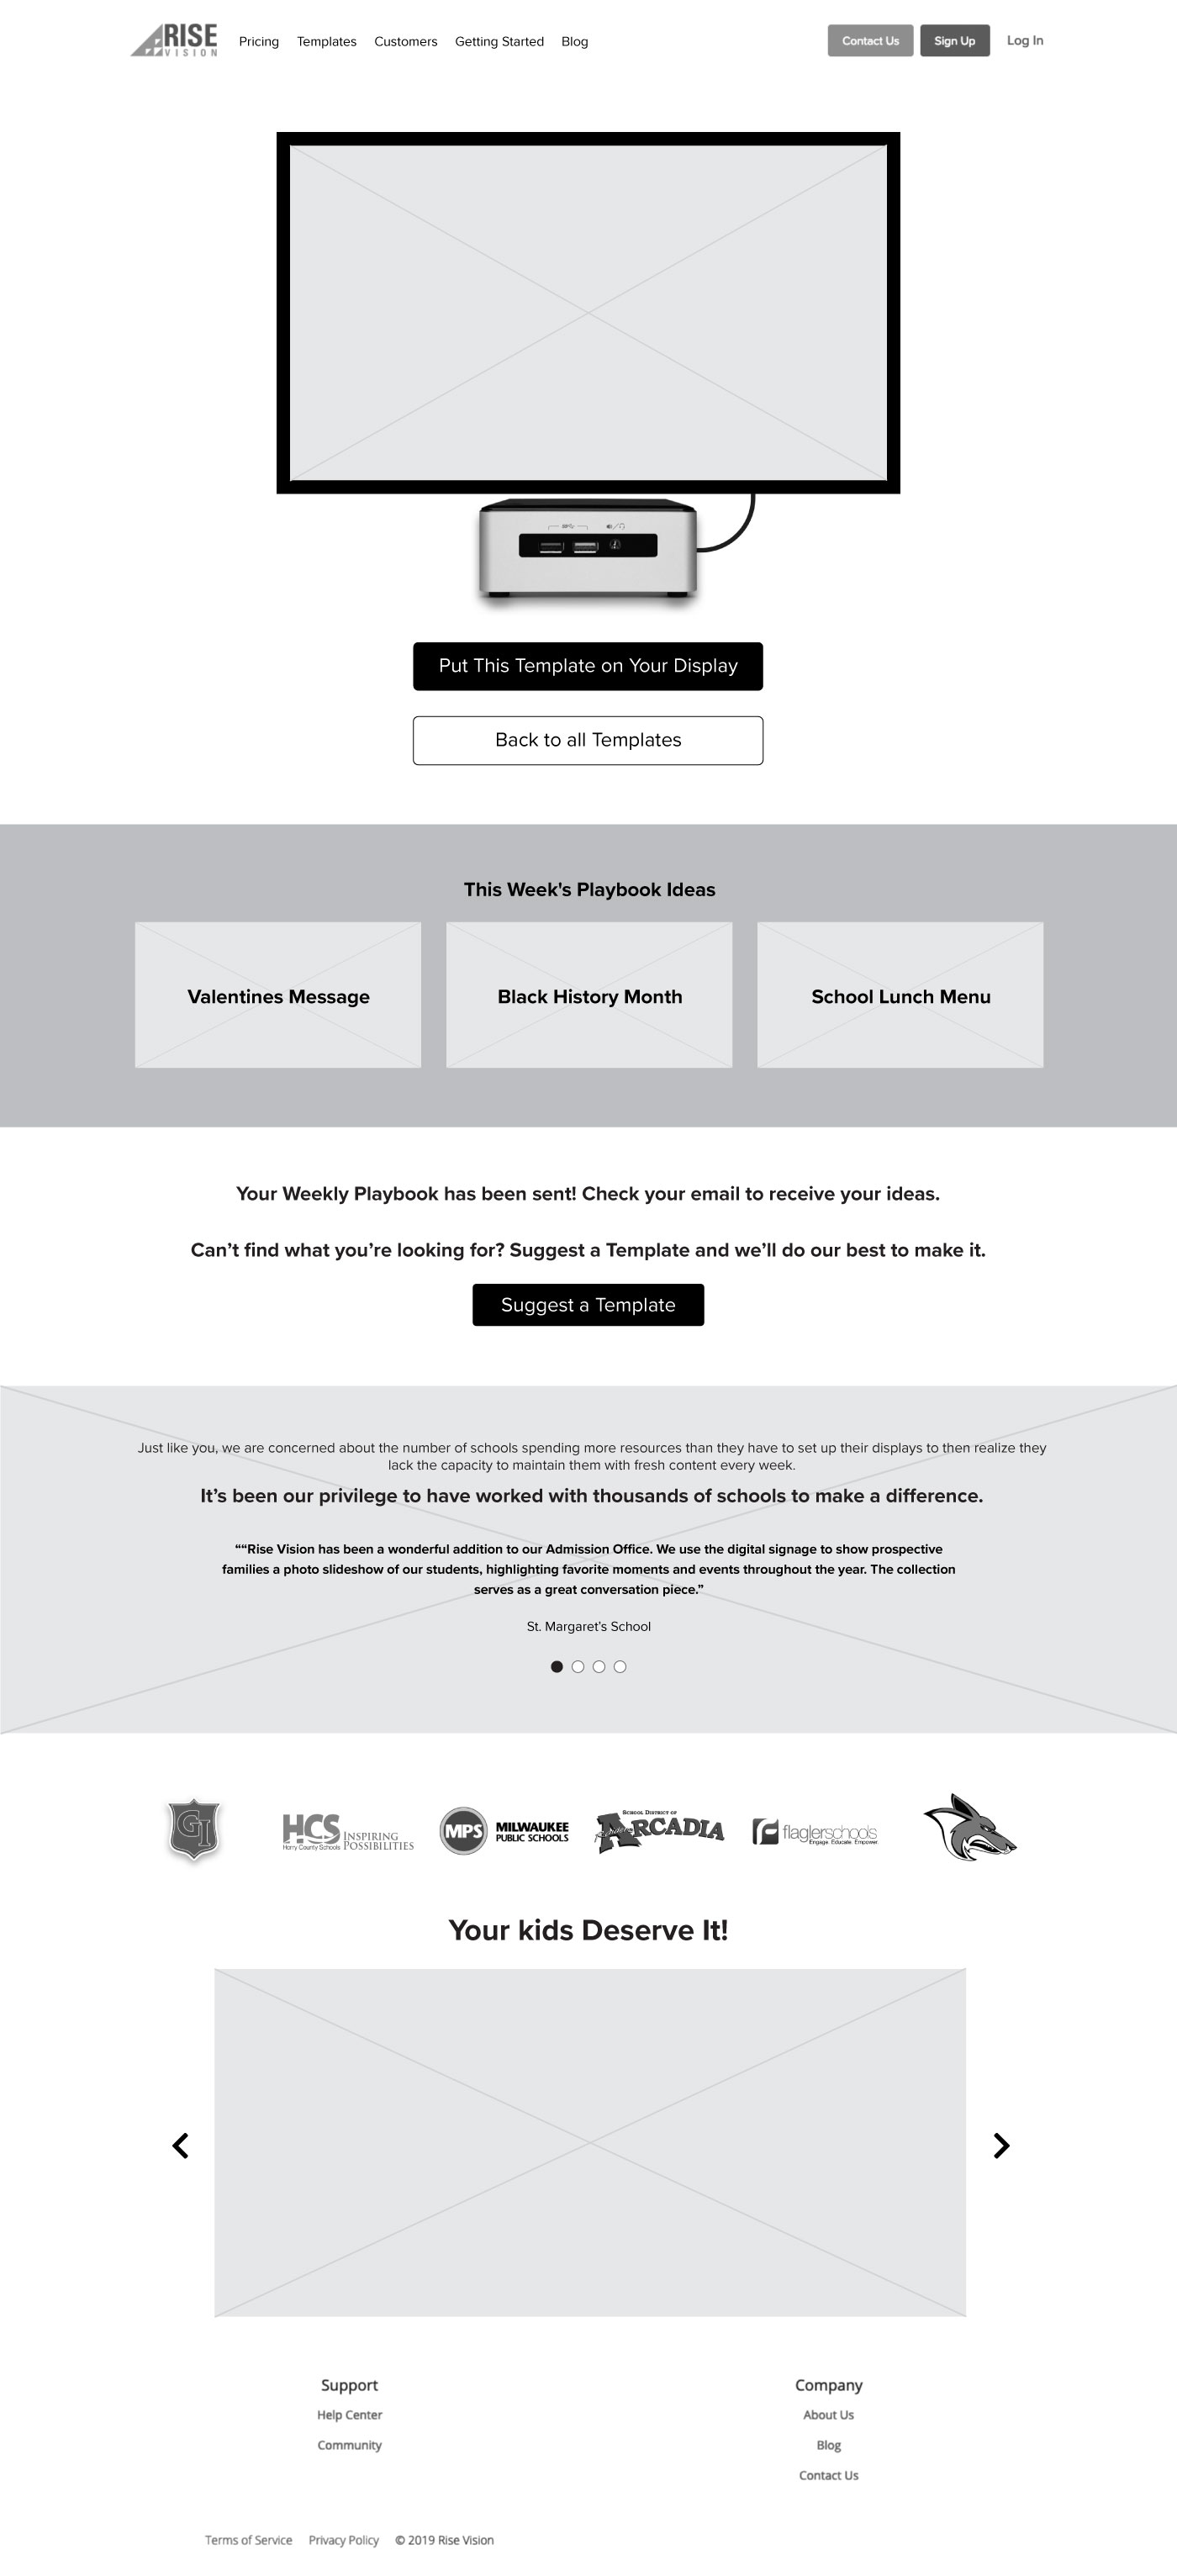 RISE
VISION
Pricing
Templates
Customers
Getting Started
Blog
Contact Us
Sign Up
Log In
Put This Template on Your Display
Back to all Templates
This Week's Playbook Ideas
Valentines Message
Black History Month
School Lunch Menu
Your Weekly Playbook has been sent! Check your email to receive your ideas.
Can’t find what you’re looking for? Suggest a Template and we’ll do our best to make it.
Suggest a Template
Just like you, we are concerned about the number of schools spending more resources than they have to set up their displays to then realize they
lack the capacity to maintain them with fresh content every week.
It’s been our privilege to have worked with thousands of schools to make a difference.
““Rise Vision has been a wonderful addition to our Admission Office. We use the digital signage to show prospective
families a photo slideshow of our students, highlighting favorite moments and events throughout the year. The collection
serves as a great conversation piece.”
St. Margaret’s School
GI
HCS
Horry County Schools
INSPIRING
POSSIBILITIES
MPS
MILWAUKEE
PUBLIC SCHOOLS
SCHOOL DISTRICT OF
ARCADIA
flaglerschools
Engage. Educate. Empower.
Your kids Deserve It!
Support
Help Center
Community
Company
About Us
Blog
Contact Us
Terms of Service
Privacy Policy
© 2019 Rise Vision